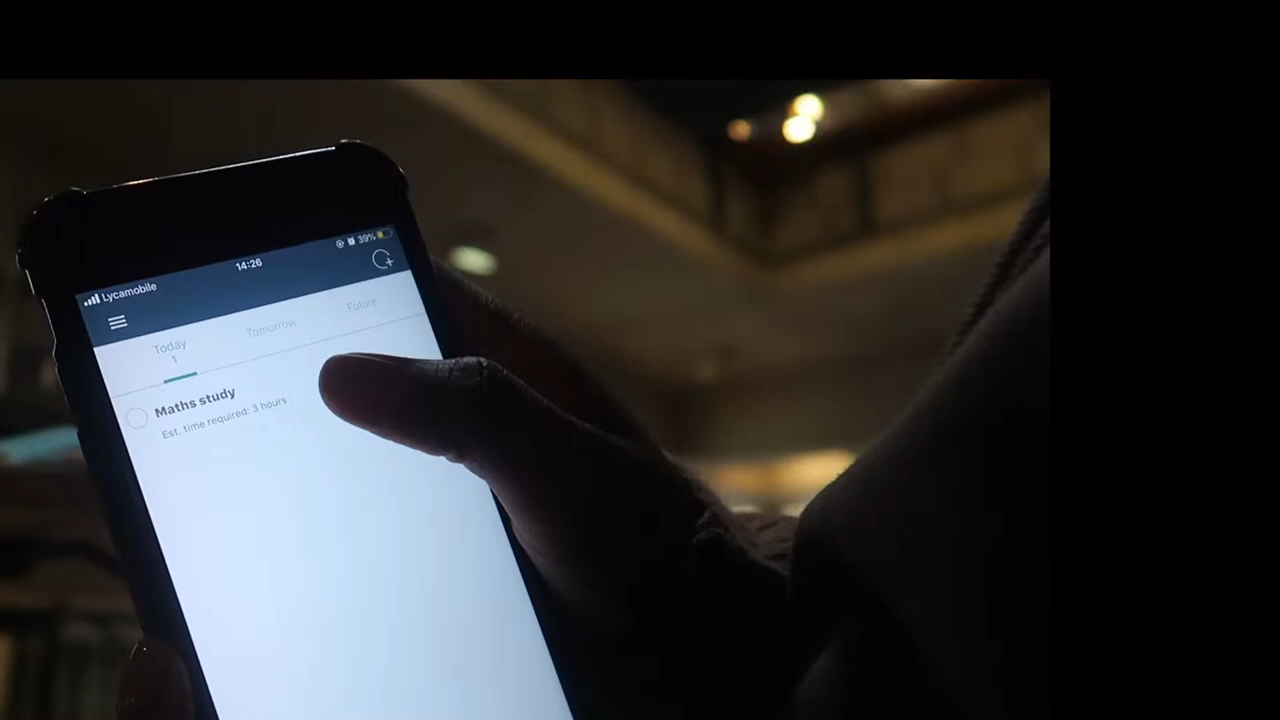 39%
14:26
Lycamobile
Today
Tomorrow
Future
1
Maths study
Est. time required: 3 hours